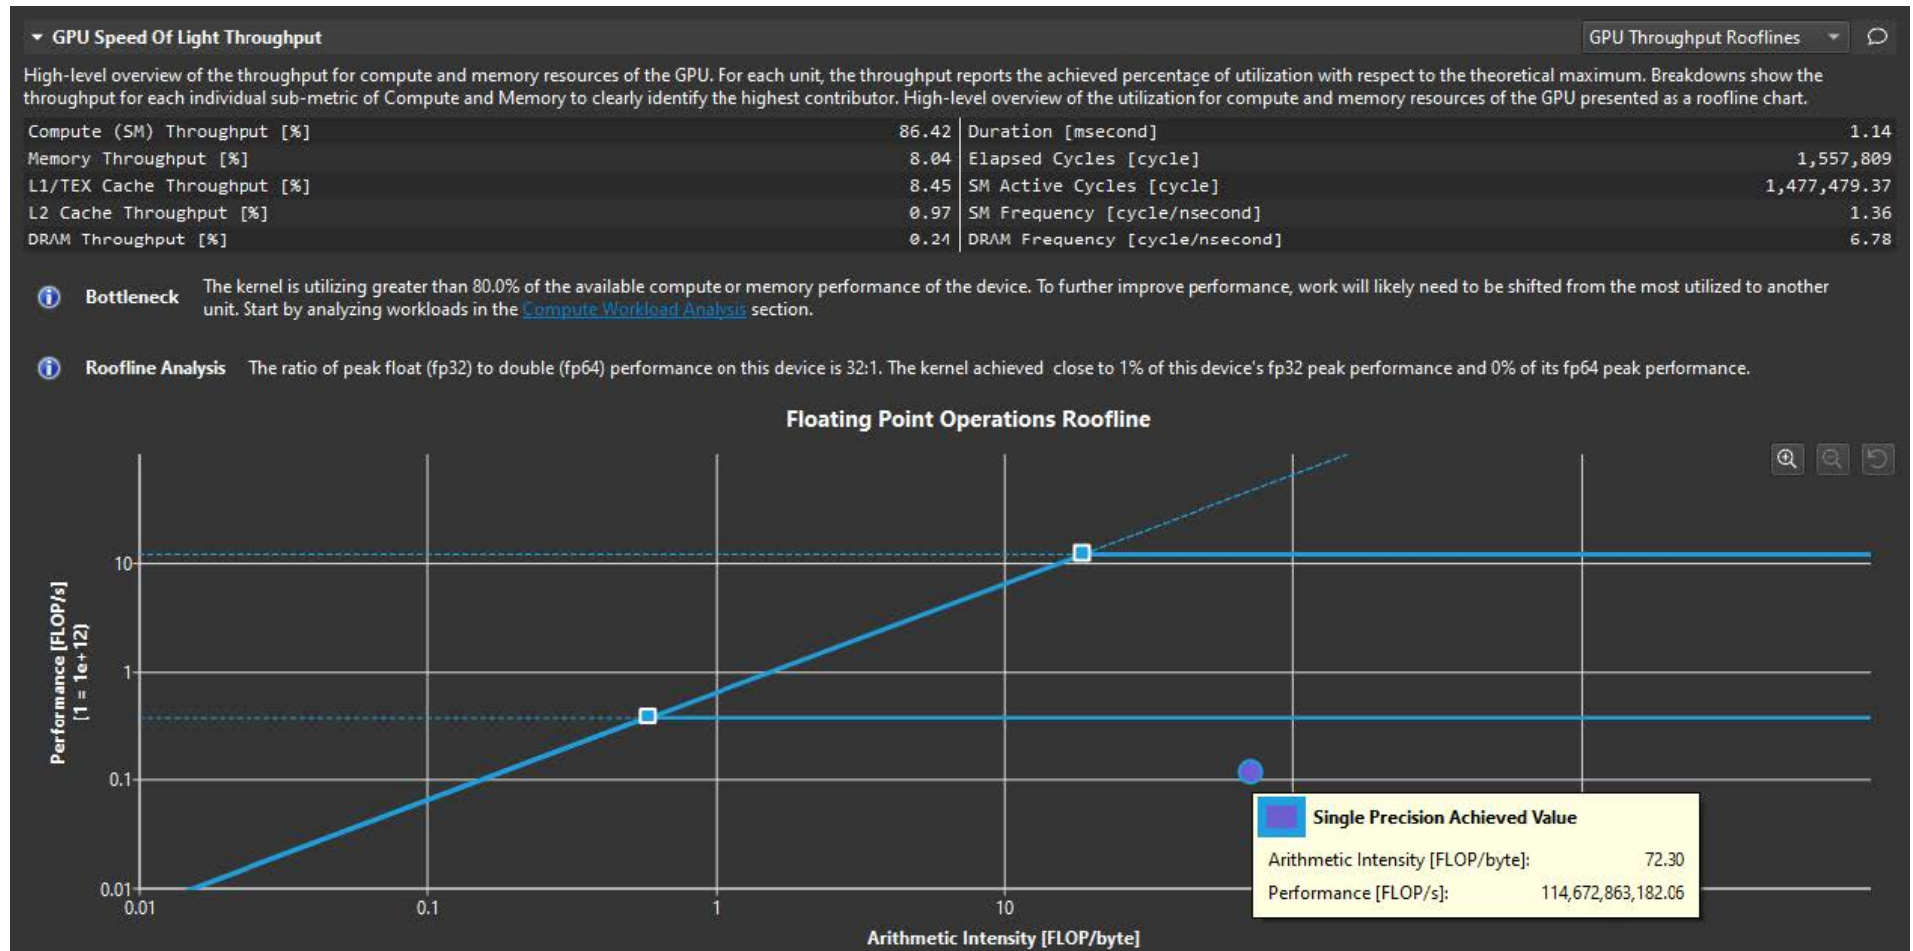 GPU Speed Of Light Throughput
GPU Throughput Rooflines
High-level overview of the throughput for compute and memory resources of the GPU. For each unit, the throughput reports the achieved percentage of utilization with respect to the theoretical maximum. Breakdowns show the
throughput for each individual sub-metric of Compute and Memory to clearly identify the highest contributor. High-level overview of the utilization for compute and memory resources of the GPU presented as a roofline chart.
Compute (SM) Throughput [%] 86.42 Duration [msecond] 1.14
Memory Throughput [%] 8.04 Elapsed Cycles [cycle] 1,557,809
L1/TEX Cache Throughput [%] 8.45 SM Active Cycles [cycle] 1,477,479.37
L2 Cache Throughput [%] 0.97 SM Frequency [cycle/nsecond] 1.36
DRAM Throughput [%] 0.24 DRAM Frequency [cycle/nsecond] 6.78
Bottleneck The kernel is utilizing greater than 80.0% of the available compute or memory performance of the device. To further improve performance, work will likely need to be shifted from the most utilized to another
unit. Start by analyzing workloads in the Compute Workload Analysis section.
Roofline Analysis The ratio of peak float (fp32) to double (fp64) performance on this device is 32:1. The kernel achieved close to 1% of this device's fp32 peak performance and 0% of its fp64 peak performance.
Floating Point Operations Roofline
10
1
0.1
0.01
Performance [FLOP/s]
[1 = 1e+12)
Single Precision Achieved Value
Arithmetic Intensity [FLOP/byte]: 72.30
Performance [FLOP/s]: 114,672,863,182.06
0.01 0.1 1 10
Arithmetic Intensity [FLOP/byte]